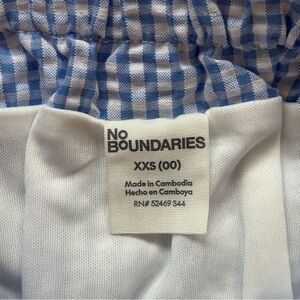 No
BOUNDARIES
XXS (00)
Made in Cambodia
Hecho en Camboya
RN# 52469 S44